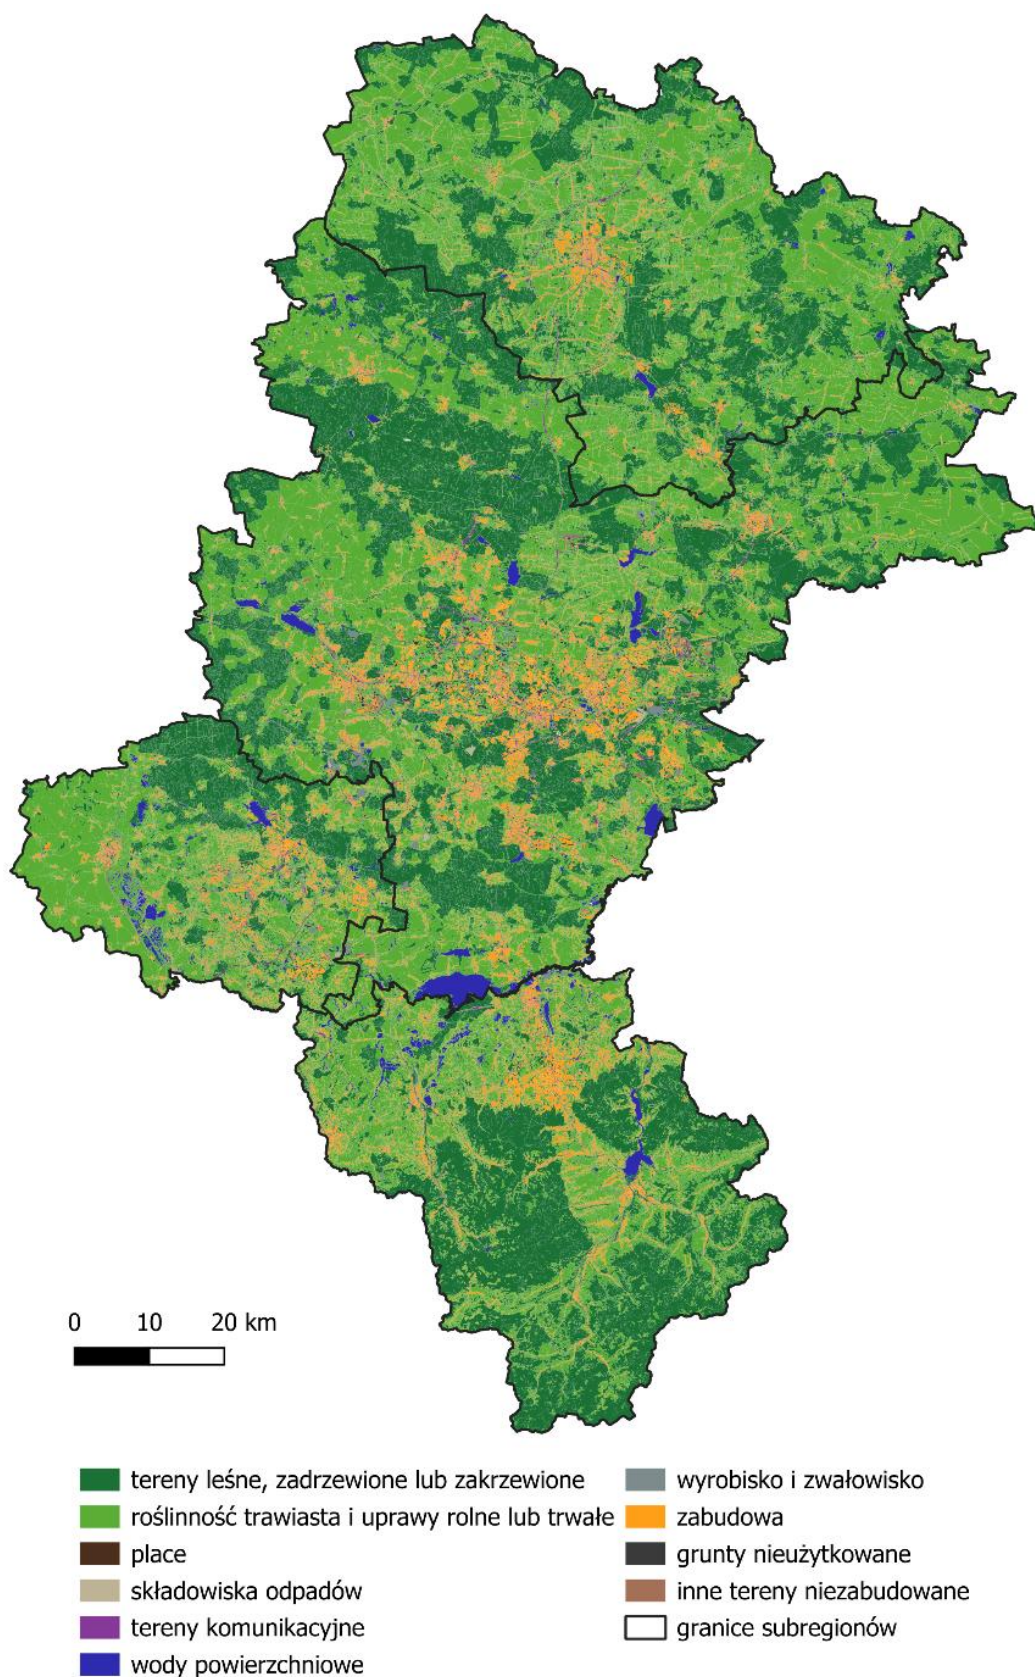 0 10 20 km
tereny leśne, zadrzewione lub zakrzewione
roślinność trawiasta i uprawy rolne lub trwałe
place
składowiska odpadów
tereny komunikacyjne
wody powierzchniowe
wyrobisko i zwałowisko
zabudowa
grunty nieużytkowane
inne tereny niezabudowane
granice subregionów